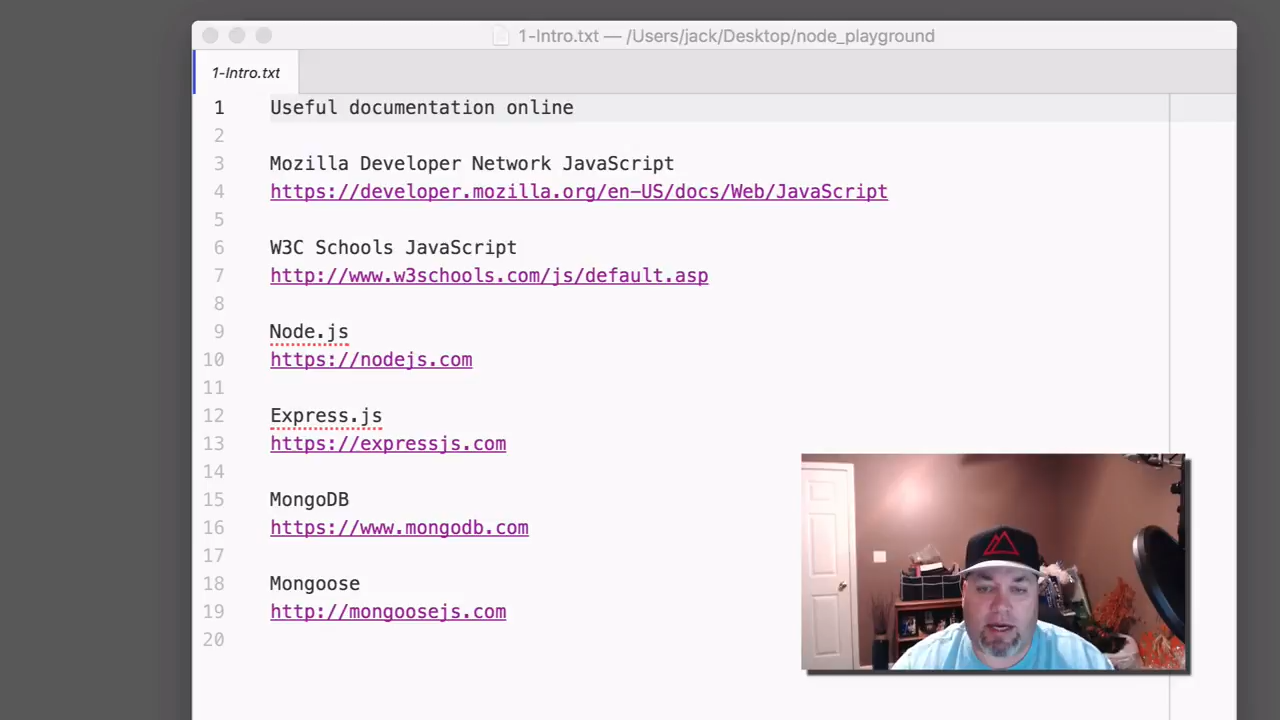 1-Intro.txt — /Users/jack/Desktop/node_playground
1-Intro.txt
1 Useful documentation online
2
3 Mozilla Developer Network JavaScript
4 https://developer.mozilla.org/en-US/docs/Web/JavaScript
5
6 W3C Schools JavaScript
7 http://www.w3schools.com/js/default.asp
8
9 Node.js
10 https://nodejs.com
11
12 Express.js
13 https://expressjs.com
14
15 MongoDB
16 https://www.mongodb.com
17
18 Mongoose
19 http://mongoosejs.com
20